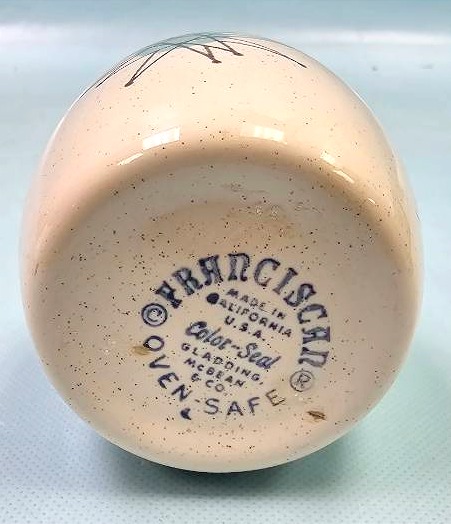 © FRANCISCAN ®
MADE IN
CALIFORNIA
U.S.A.
Color-Seal
GLADDING,
McBEAN
& CO.
OVEN SAFE